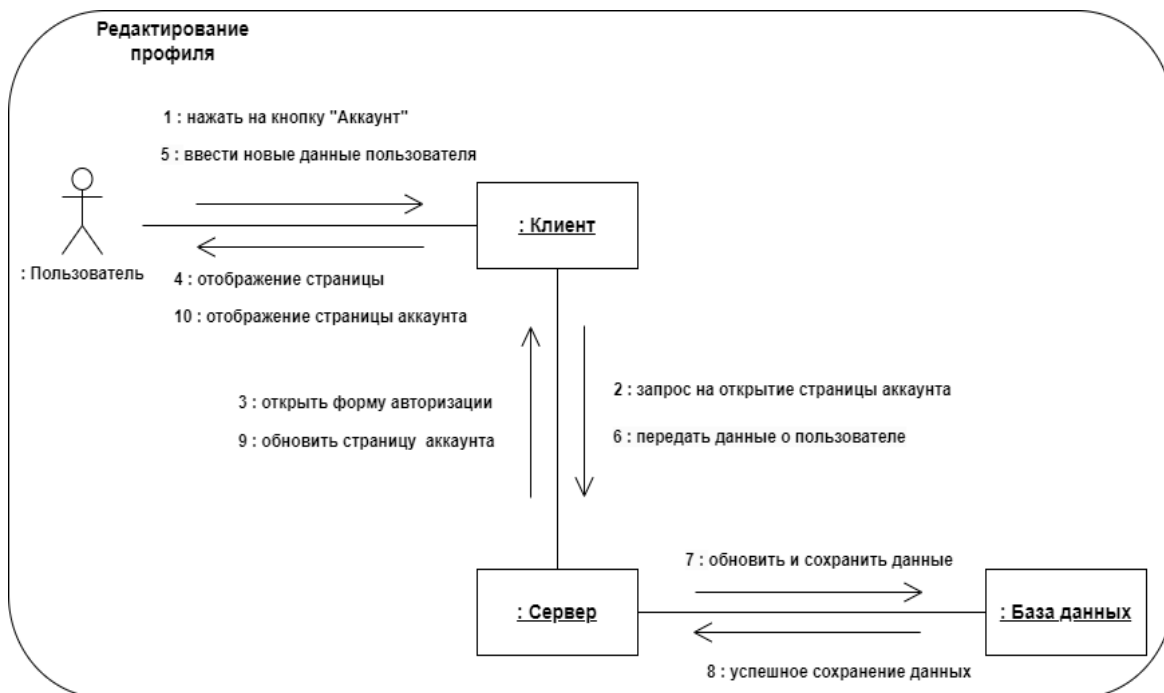 Редактирование
профиля
1 : нажать на кнопку "Аккаунт"
5 : ввести новые данные пользователя
: Клиент
: Пользователь
4 : отображение страницы
10 : отображение страницы аккаунта
3 : открыть форму авторизации
2 : запрос на открытие страницы аккаунта
9 : обновить страницу аккаунта
6 : передать данные о пользователе
7 : обновить и сохранить данные
: Сервер
: База данных
8 : успешное сохранение данных